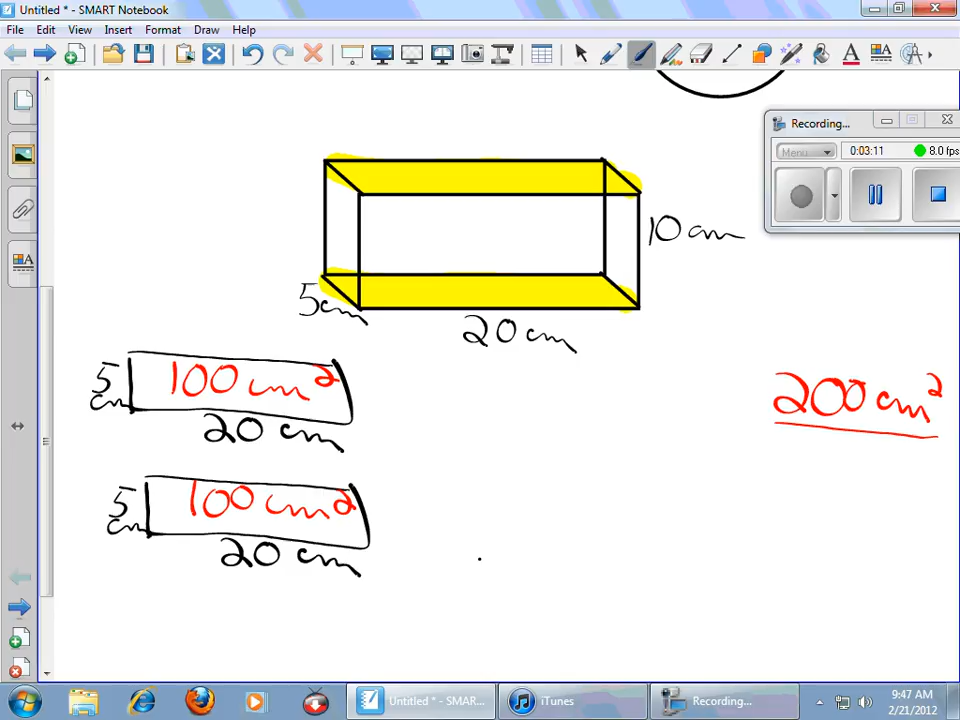 Untitled * - SMART Notebook
File Edit View Insert Format Draw Help
Recording...
Menu 0:03:11 8.0 fps
10 cm
5cm
20 cm
5 cm 100 cm²
20 cm
200 cm²
5 cm 100 cm²
20 cm
Untitled * - SMAR... iTunes Recording...
9:47 AM
2/21/2012